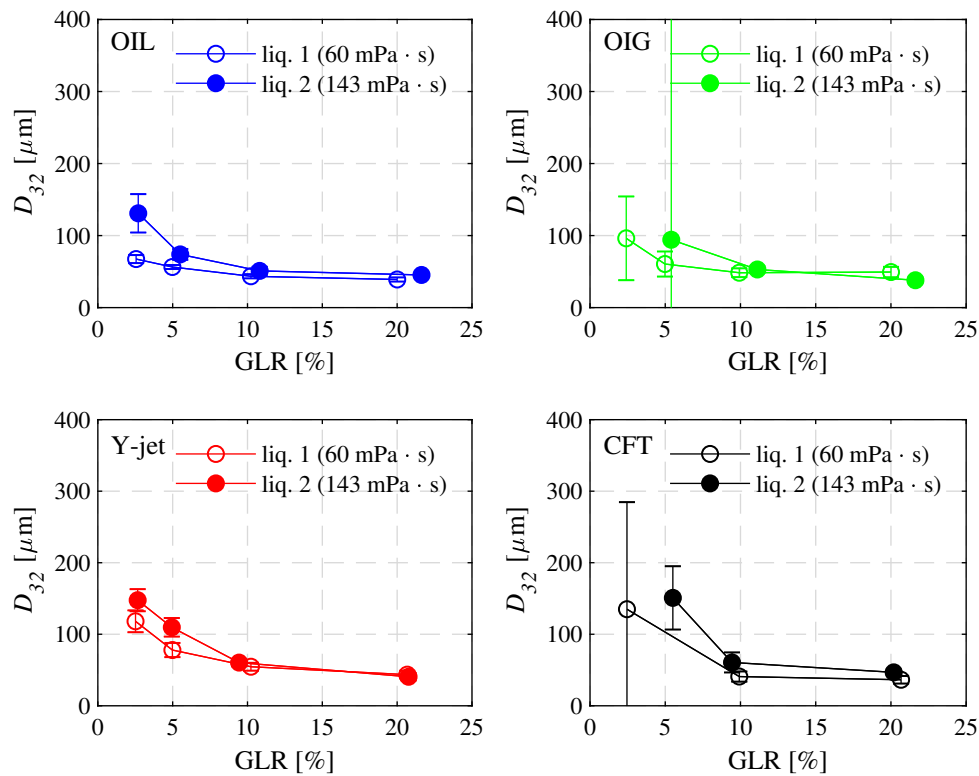 400
300
200
100
0
0 5 10 15 20 25
D32 [μm]
GLR [%]
OIL
liq. 1 (60 mPa · s)
liq. 2 (143 mPa · s)
400
300
200
100
0
0 5 10 15 20 25
D32 [μm]
GLR [%]
OIG
liq. 1 (60 mPa · s)
liq. 2 (143 mPa · s)
400
300
200
100
0
0 5 10 15 20 25
D32 [μm]
GLR [%]
Y-jet
liq. 1 (60 mPa · s)
liq. 2 (143 mPa · s)
400
300
200
100
0
0 5 10 15 20 25
D32 [μm]
GLR [%]
CFT
liq. 1 (60 mPa · s)
liq. 2 (143 mPa · s)